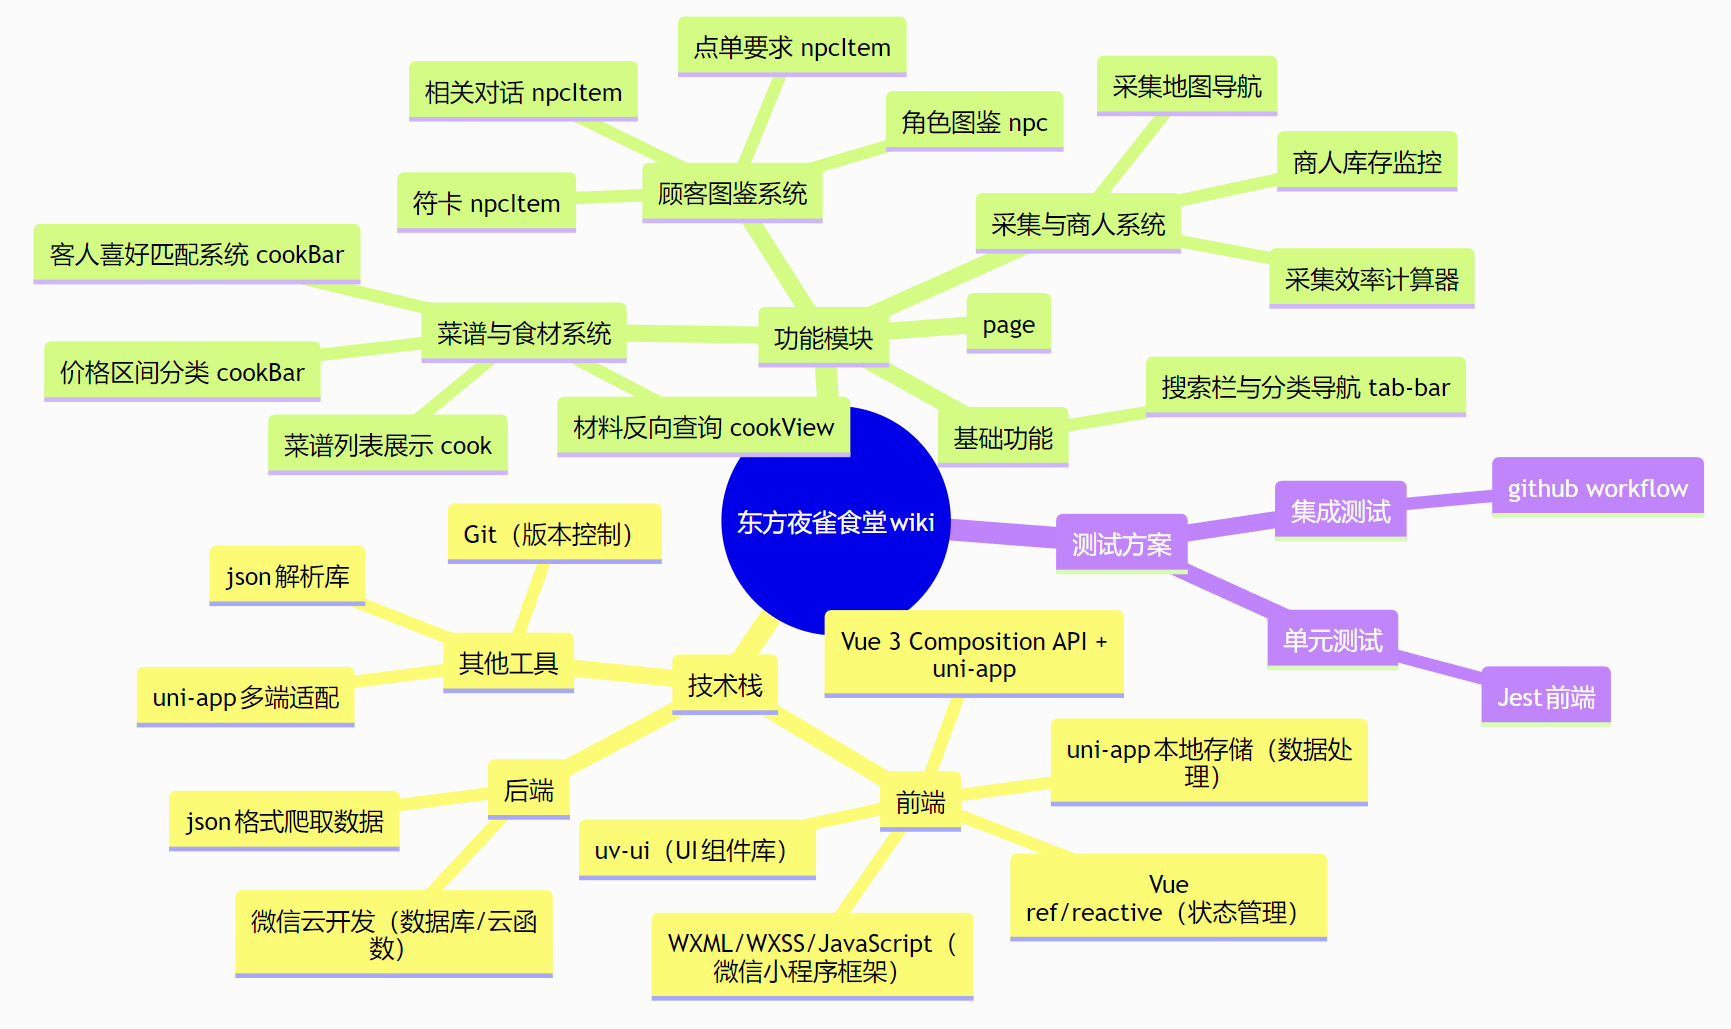 点单要求 npcItem
相关对话 npcItem
采集地图导航
角色图鉴 npc
商人库存监控
顾客图鉴系统
符卡 npcItem
采集与商人系统
客人喜好匹配系统 cookBar
采集效率计算器
page
菜谱与食材系统
功能模块
价格区间分类 cookBar
搜索栏与分类导航 tab-bar
材料反向查询 cookView
基础功能
菜谱列表展示 cook
github workflow
集成测试
东方夜雀食堂wiki
Git（版本控制）
测试方案
json解析库
单元测试
Vue 3 Composition API +
uni-app
其他工具
技术栈
uni-app多端适配
Jest前端
uni-app本地存储（数据处
理）
后端
前端
json格式爬取数据
uv-ui（UI组件库）
Vue
ref/reactive（状态管理）
微信云开发（数据库/云函
数）
WXML/WXSS/JavaScript（
微信小程序框架）